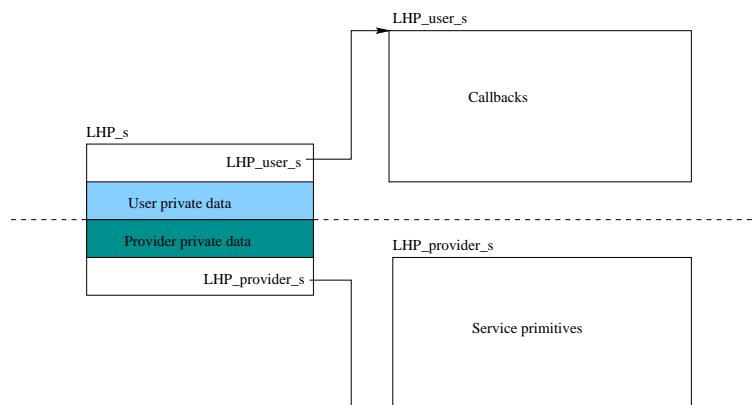 LHP_user_s
Callbacks
LHP_s
LHP_user_s
User private data
Provider private data
LHP_provider_s
LHP_provider_s
Service primitives